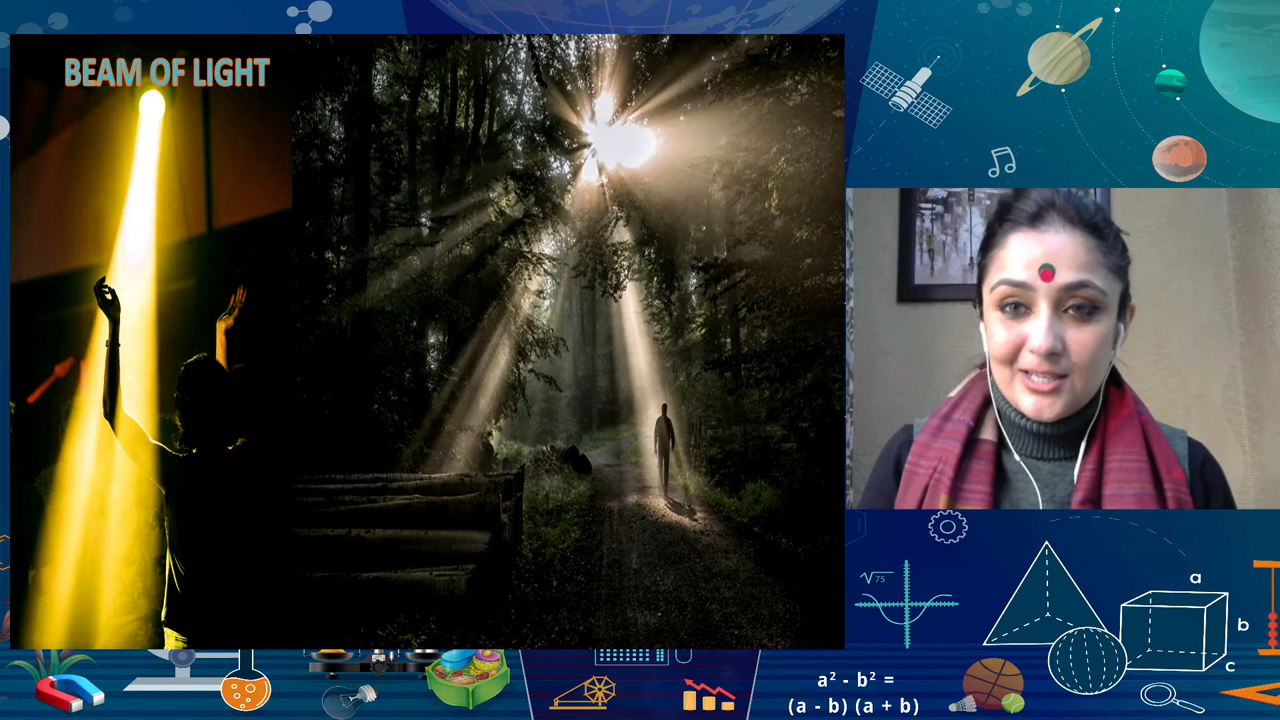 BEAM OF LIGHT
√75
a
b
c
a² - b² =
(a - b) (a + b)